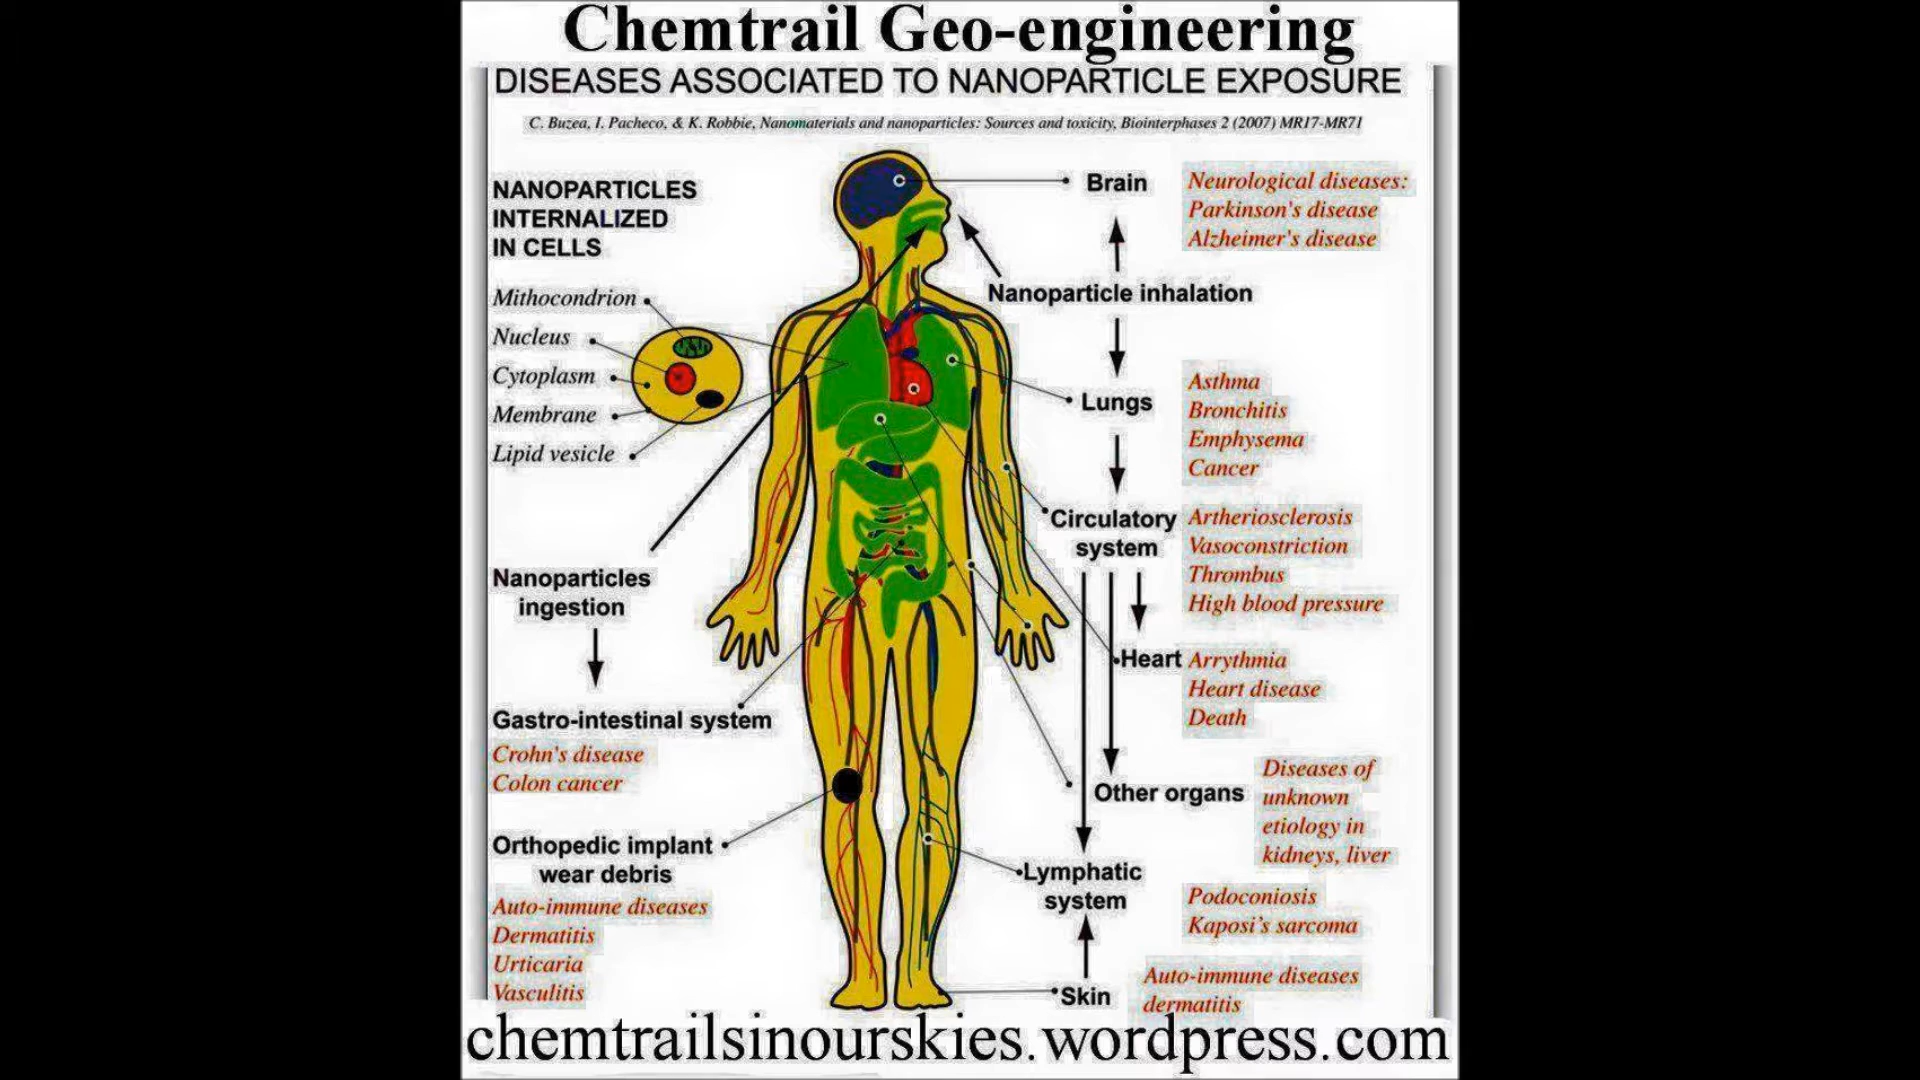 Chemtrail Geo-engineering
DISEASES ASSOCIATED TO NANOPARTICLE EXPOSURE
C. Buzea, I. Pacheco, & K. Robbie, Nanomaterials and nanoparticles: Sources and toxicity, Biointerphases 2 (2007) MR17-MR71
NANOPARTICLES
INTERNALIZED
IN CELLS
Mithocondrion
Nucleus
Cytoplasm
Membrane
Lipid vesicle
Nanoparticles
ingestion
Gastro-intestinal system
Crohn's disease
Colon cancer
Orthopedic implant
wear debris
Auto-immune diseases
Dermatitis
Urticaria
Vasculitis
Brain
Neurological diseases:
Parkinson's disease
Alzheimer's disease
Nanoparticle inhalation
Lungs
Asthma
Bronchitis
Emphysema
Cancer
Circulatory
system
Artheriosclerosis
Vasoconstriction
Thrombus
High blood pressure
Heart
Arrythmia
Heart disease
Death
Other organs
Diseases of
unknown
etiology in
kidneys, liver
Lymphatic
system
Podoconiosis
Kaposi's sarcoma
Skin
Auto-immune diseases
dermatitis
chemtrailsinourskies.wordpress.com